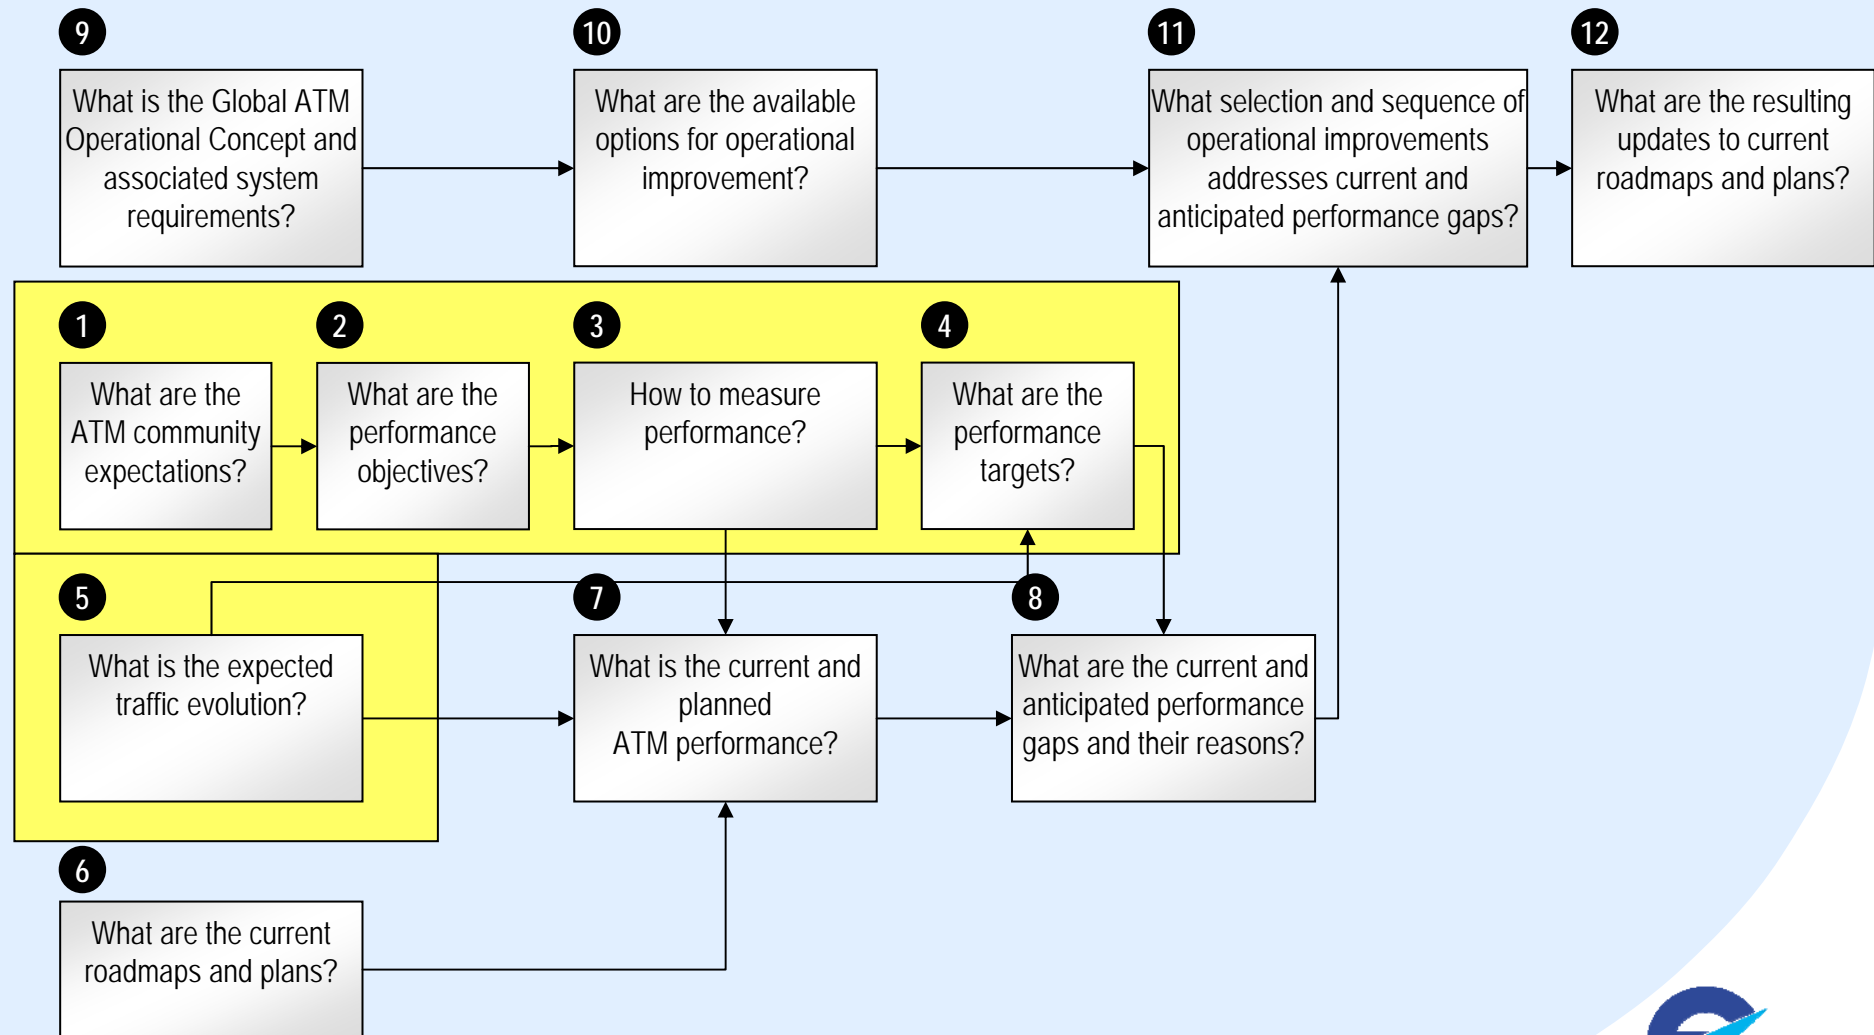 9
What is the Global ATM
Operational Concept and
associated system
requirements?
10
What are the available
options for operational
improvement?
11
What selection and sequence of
operational improvements
addresses current and
anticipated performance gaps?
12
What are the resulting
updates to current
roadmaps and plans?
1
What are the
ATM community
expectations?
2
What are the
performance
objectives?
3
How to measure
performance?
4
What are the
performance
targets?
5
What is the expected
traffic evolution?
7
What is the current and
planned
ATM performance?
8
What are the current and
anticipated performance
gaps and their reasons?
6
What are the current
roadmaps and plans?